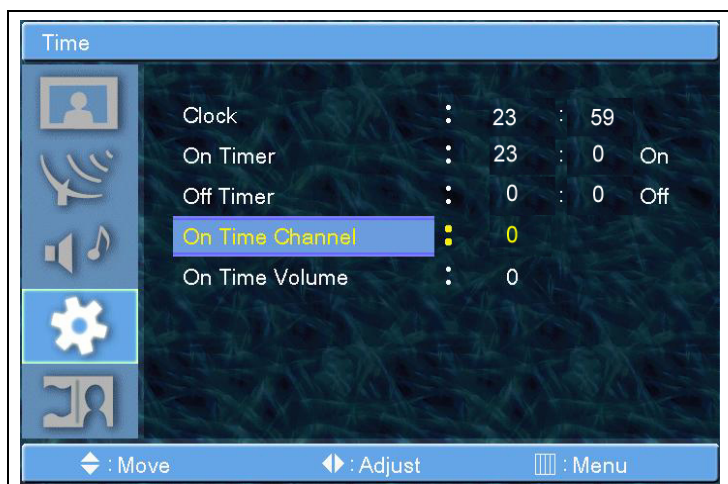 Time
Clock : 23 : 59
On Timer : 23 : 0 On
Off Timer : 0 : 0 Off
On Time Channel : 0
On Time Volume : 0
: Move : Adjust : Menu